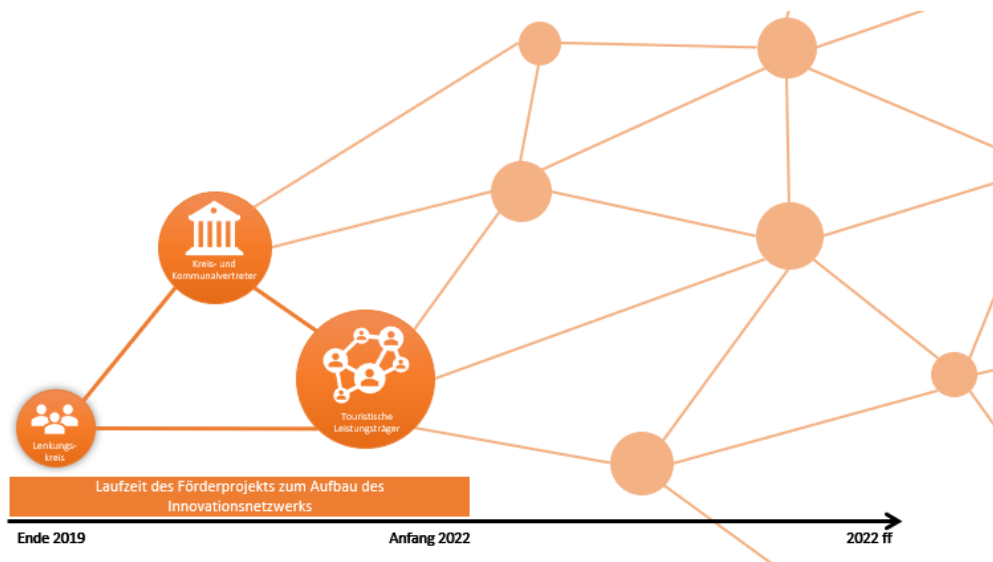 Kreis- und
Kommunalvertreter
Touristische
Leistungsträger
Lenkungs-
kreis
Laufzeit des Förderprojekts zum Aufbau des
Innovationsnetzwerks
Ende 2019
Anfang 2022
2022 ff